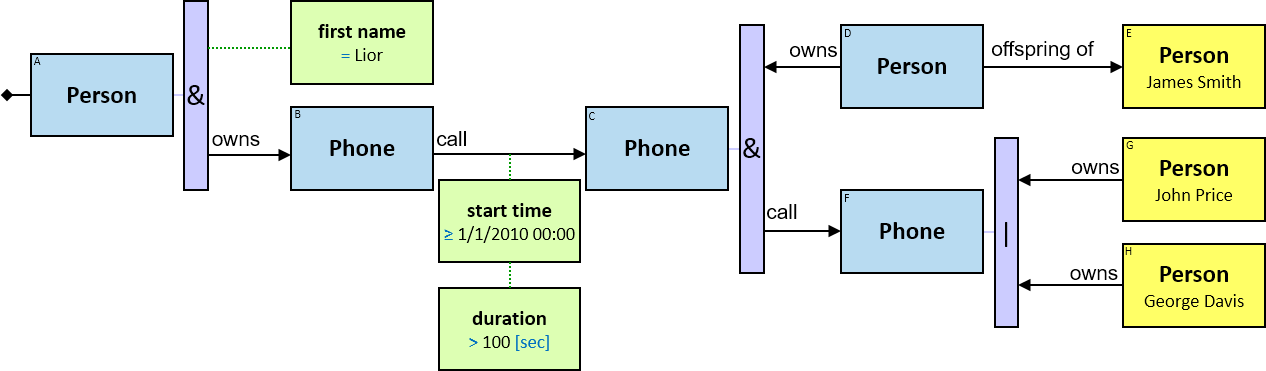 A
Person
&
first name
= Lior
owns
B
Phone
call
start time
≥ 1/1/2010 00:00
duration
> 100 [sec]
C
Phone
&
owns
D
Person
offspring of
E
Person
James Smith
call
F
Phone
|
owns
G
Person
John Price
owns
H
Person
George Davis